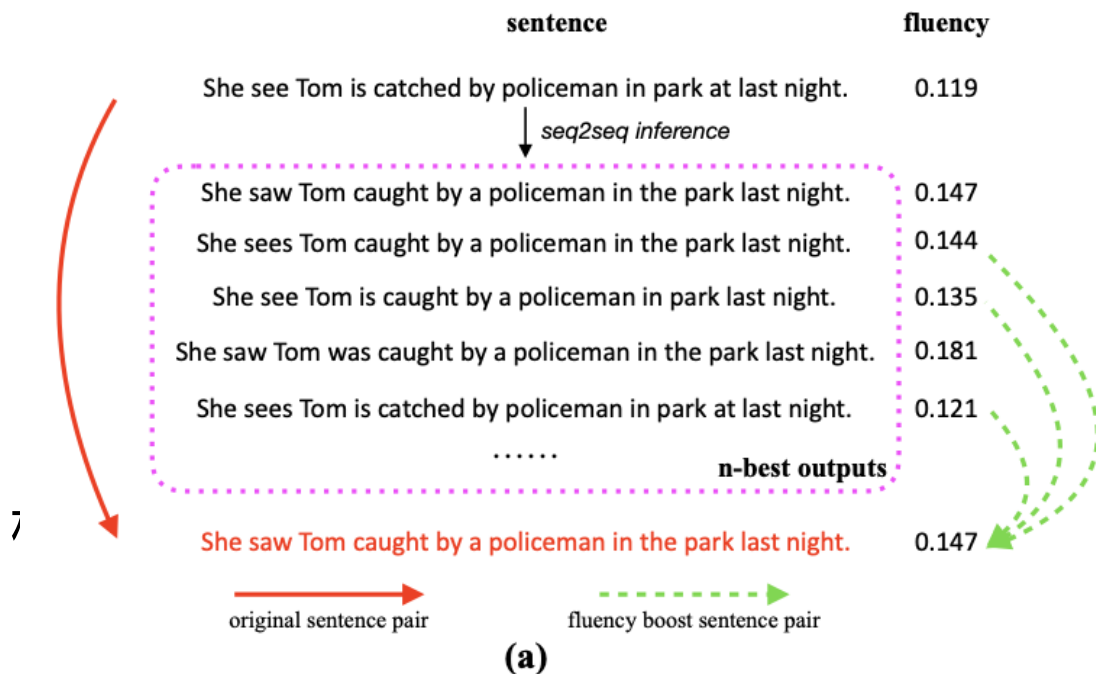 sentence fluency
She see Tom is catched by policeman in park at last night. 0.119
seq2seq inference
She saw Tom caught by a policeman in the park last night. 0.147
She sees Tom caught by a policeman in the park last night. 0.144
She see Tom is caught by a policeman in park last night. 0.135
She saw Tom was caught by a policeman in the park last night. 0.181
She sees Tom is catched by policeman in park at last night. 0.121
......
n-best outputs
She saw Tom caught by a policeman in the park last night. 0.147
original sentence pair fluency boost sentence pair
(a)